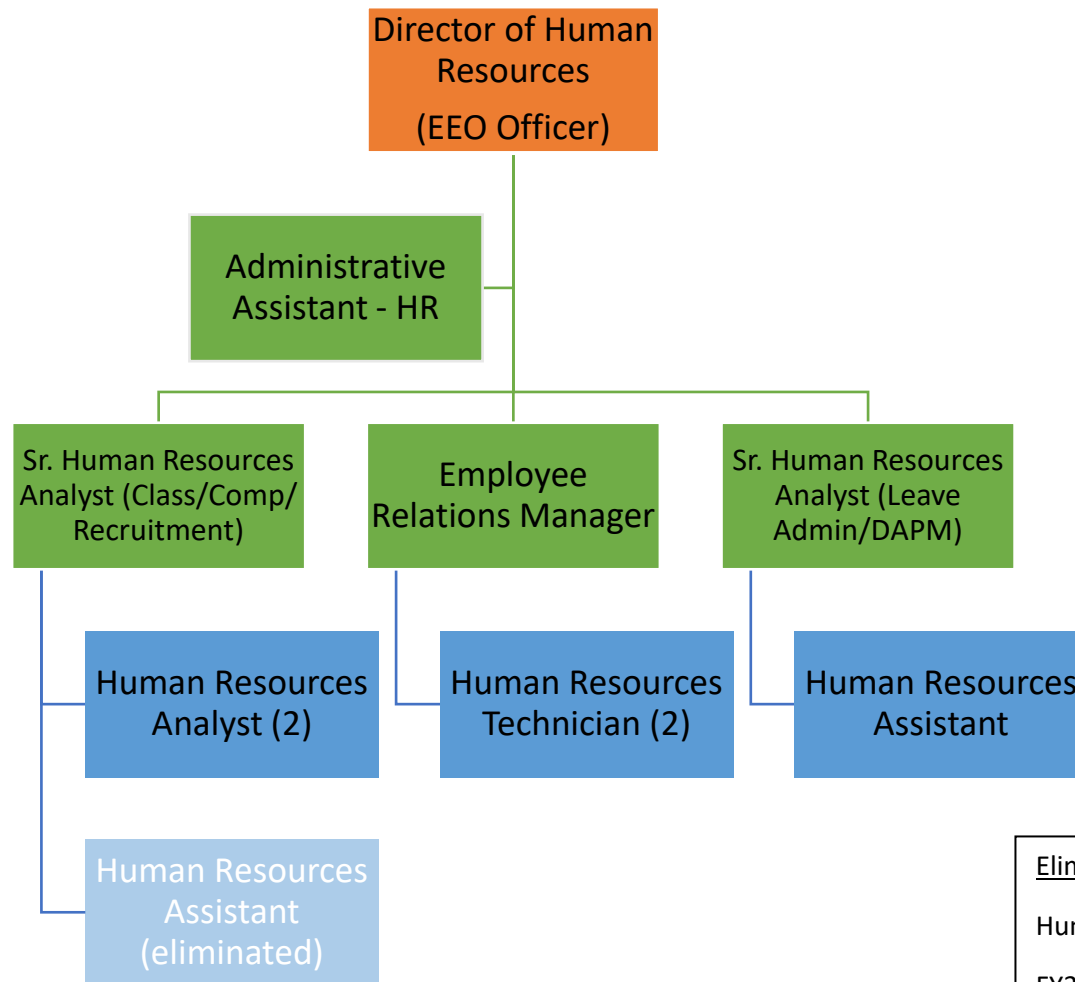 Director of Human
Resources
(EEO Officer)
Administrative
Assistant - HR
Sr. Human Resources
Analyst (Class/Comp/
Recruitment)
Employee
Relations Manager
Sr. Human Resources
Analyst (Leave
Admin/DAPM)
Human Resources
Analyst (2)
Human Resources
Technician (2)
Human Resources
Assistant
Human Resources
Assistant
(eliminated)